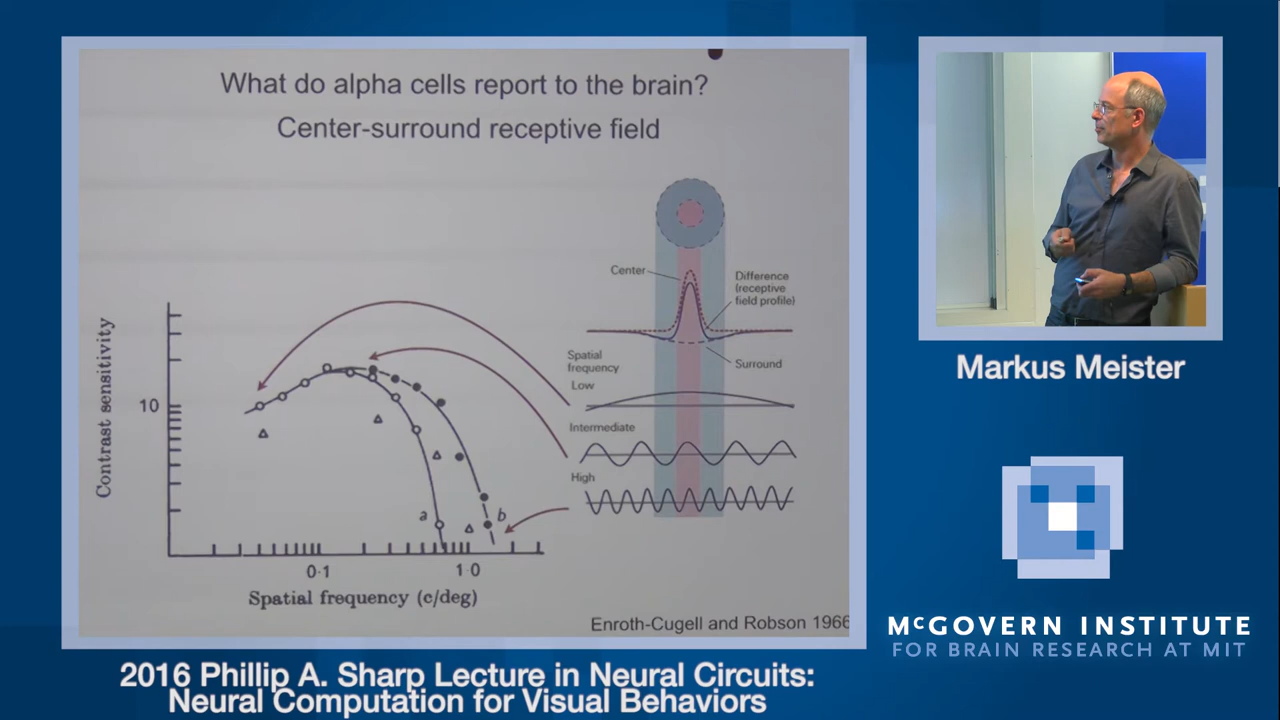 What do alpha cells report to the brain?
Center-surround receptive field
Center
Difference
(receptive
field profile)
Surround
Spatial
frequency
Low
Intermediate
High
Contrast sensitivity
10
a
b
0·1
1·0
Spatial frequency (c/deg)
Enroth-Cugell and Robson 1966
Markus Meister
McGOVERN INSTITUTE
FOR BRAIN RESEARCH AT MIT
2016 Phillip A. Sharp Lecture in Neural Circuits:
Neural Computation for Visual Behaviors